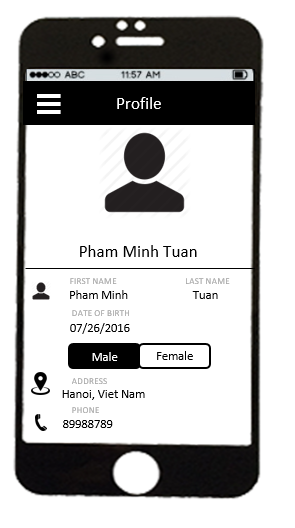 ABC 11:57 AM
Profile
Pham Minh Tuan
FIRST NAME LAST NAME
Pham Minh Tuan
DATE OF BIRTH
07/26/2016
Male Female
ADDRESS
Hanoi, Viet Nam
PHONE
89988789